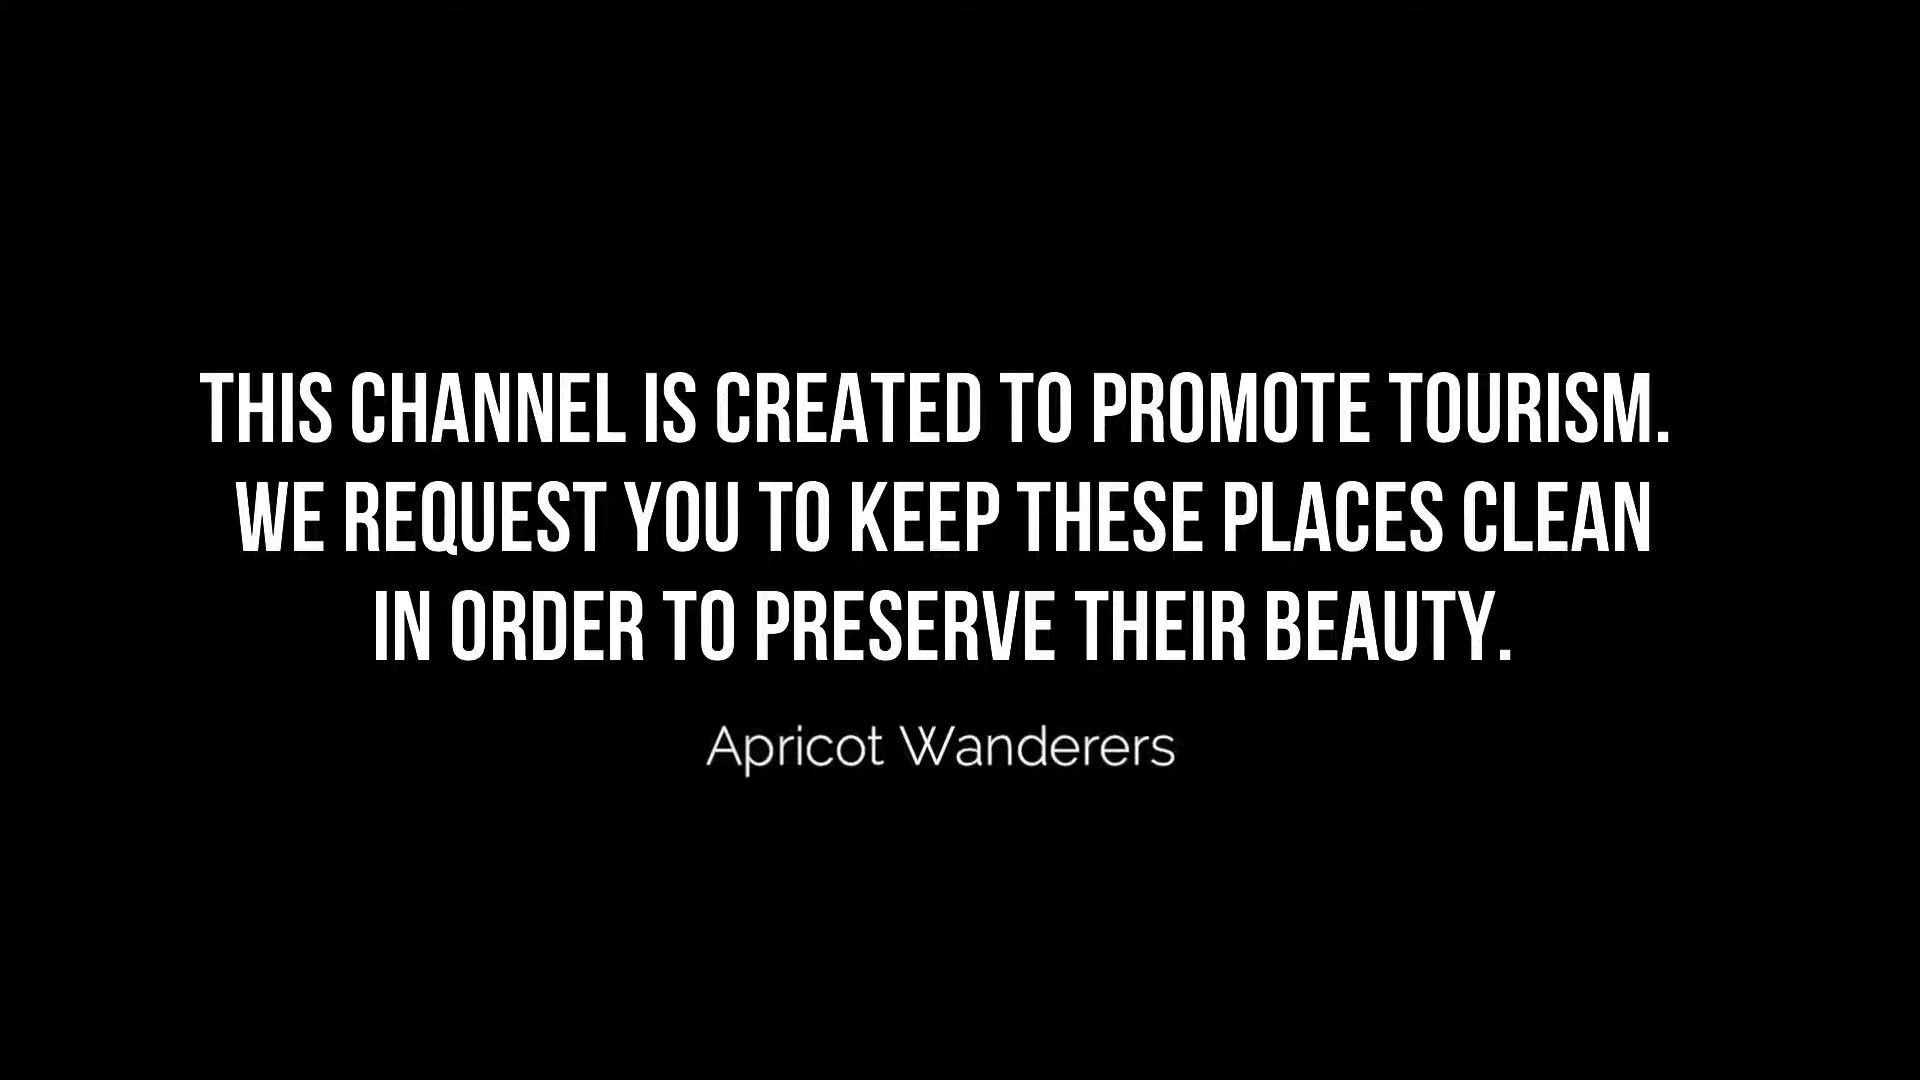 THIS CHANNEL IS CREATED TO PROMOTE TOURISM.
WE REQUEST YOU TO KEEP THESE PLACES CLEAN
IN ORDER TO PRESERVE THEIR BEAUTY.
Apricot Wanderers